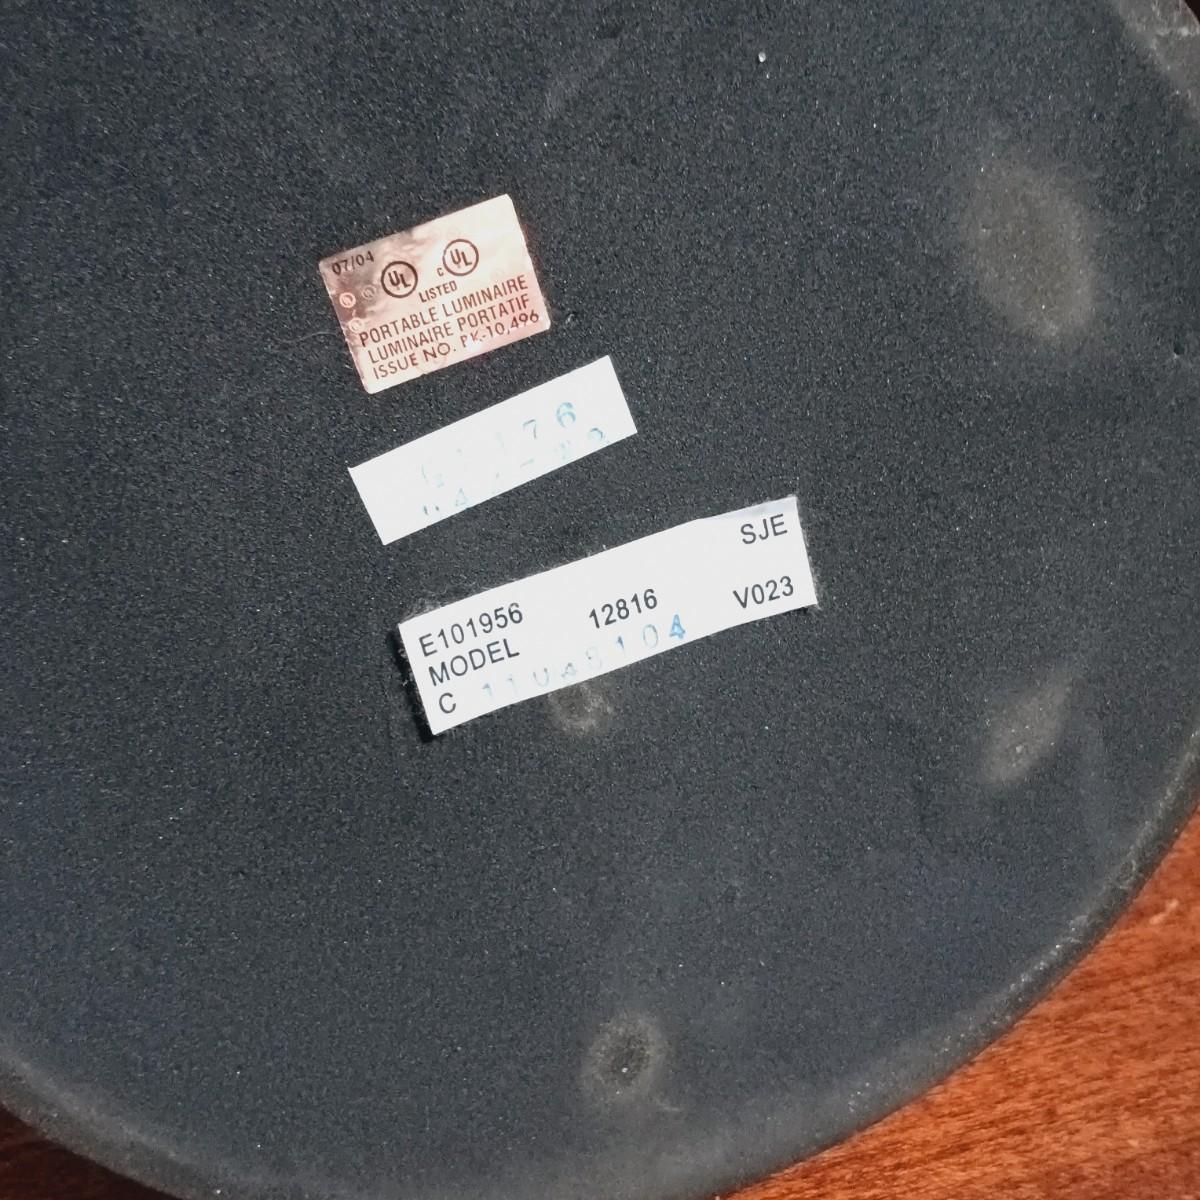 07/04
UL c UL
LISTED
PORTABLE LUMINAIRE
LUMINAIRE PORTATIF
ISSUE NO. PK-10,496
SJE
E101956
MODEL 12816 V023
C